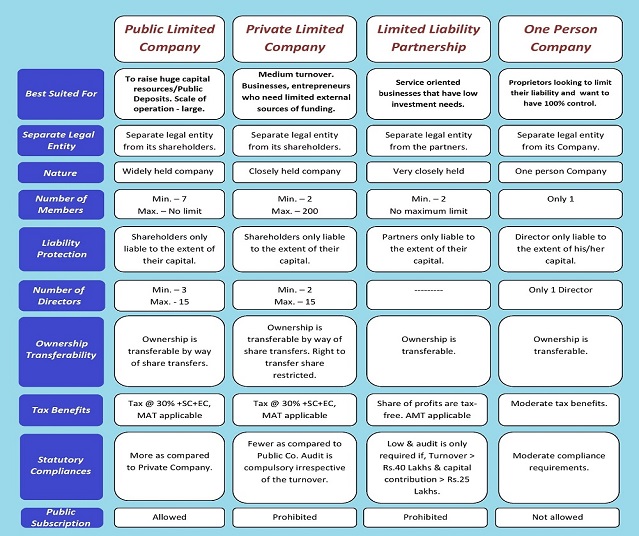 Public Limited
Company
Private Limited
Company
Limited Liability
Partnership
One Person
Company
Best Suited For
To raise huge capital
resources/Public
Deposits. Scale of
operation - large.
Medium turnover.
Businesses, entrepreneurs
who need limited external
sources of funding.
Service oriented
businesses that have low
investment needs.
Proprietors looking to limit
their liability and want to
have 100% control.
Separate Legal
Entity
Separate legal entity
from its shareholders.
Separate legal entity
from its shareholders.
Separate legal entity
from the partners.
Separate legal entity
from its Company.
Nature
Widely held company
Closely held company
Very closely held
One person Company
Number of
Members
Min. – 7
Max. – No limit
Min. – 2
Max. – 200
Min. – 2
No maximum limit
Only 1
Liability
Protection
Shareholders only
liable to the extent of
their capital.
Shareholders only liable
to the extent of their
capital.
Partners only liable to
the extent of their
capital.
Director only liable to
the extent of his/her
capital.
Number of
Directors
Min. – 3
Max. - 15
Min. – 2
Max. – 15
---------
Only 1 Director
Ownership
Transferability
Ownership is
transferable by way
of share transfers.
Ownership is
transferable by way of
share transfers. Right to
transfer share
restricted.
Ownership is
transferable.
Ownership is
transferable.
Tax Benefits
Tax @ 30% +SC+EC,
MAT applicable
Tax @ 30% +SC+EC,
MAT applicable
Share of profits are tax-
free. AMT applicable
Moderate tax benefits.
Statutory
Compliances
More as compared
to Private Company.
Fewer as compared to
Public Co. Audit is
compulsory irrespective
of the turnover.
Low & audit is only
required if, Turnover >
Rs.40 Lakhs & capital
contribution > Rs.25
Lakhs.
Moderate compliance
requirements.
Public
Subscription
Allowed
Prohibited
Prohibited
Not allowed